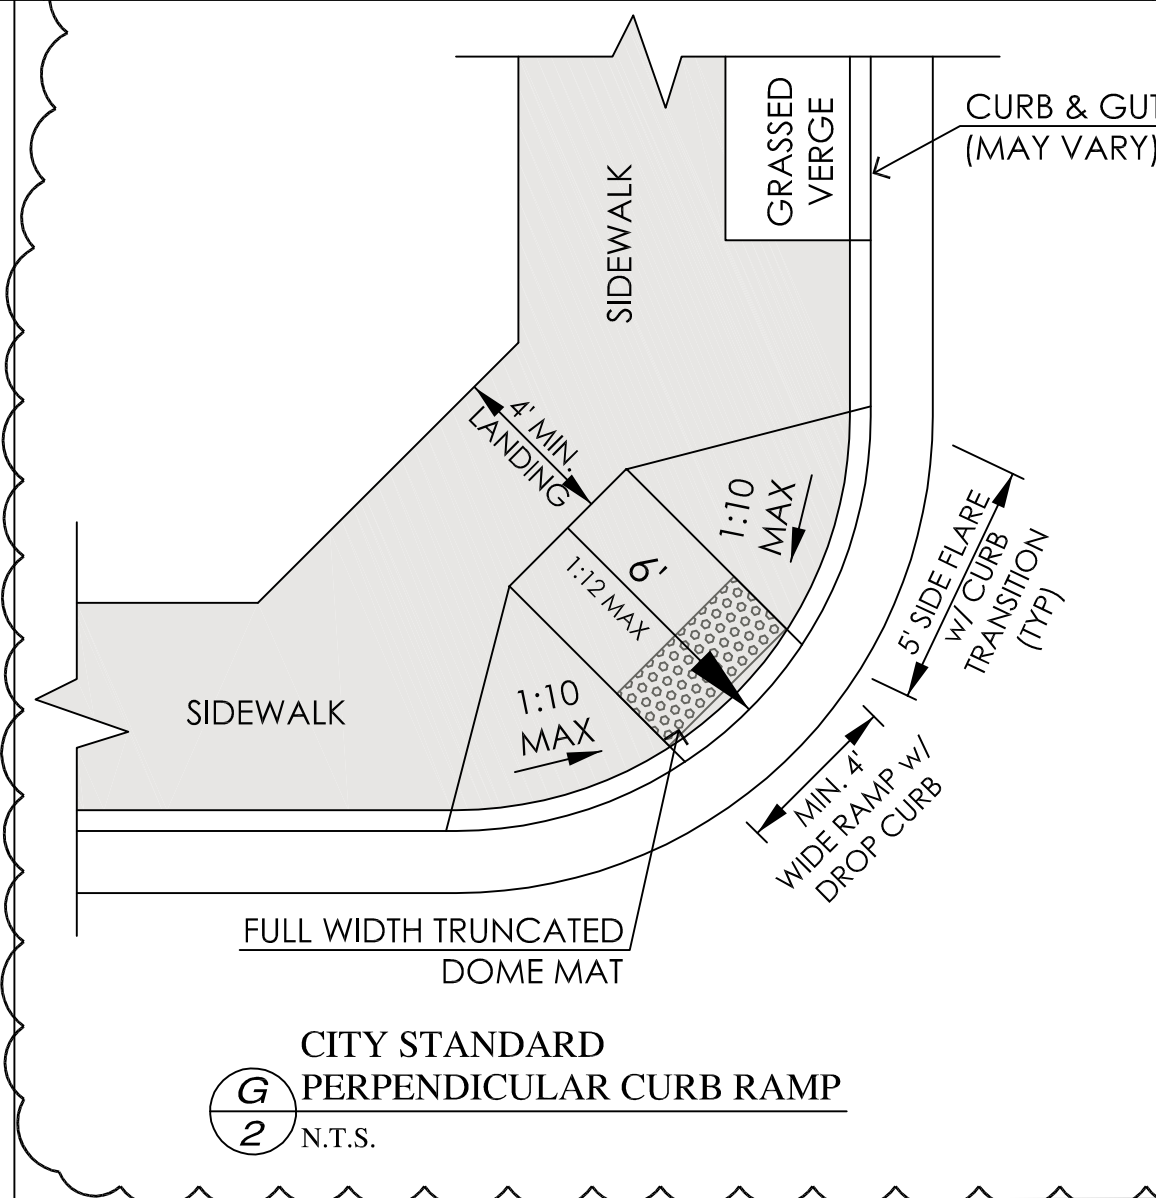 GRASSED
VERGE
CURB & GUT
(MAY VARY)
SIDEWALK
4' MIN.
LANDING
1:10
MAX
6'
1:12 MAX
5' SIDE FLARE
w/ CURB
TRANSITION
(TYP)
SIDEWALK
1:10
MAX
MIN. 4'
WIDE RAMP w/
DROP CURB
FULL WIDTH TRUNCATED
DOME MAT
CITY STANDARD
PERPENDICULAR CURB RAMP
G
2
N.T.S.